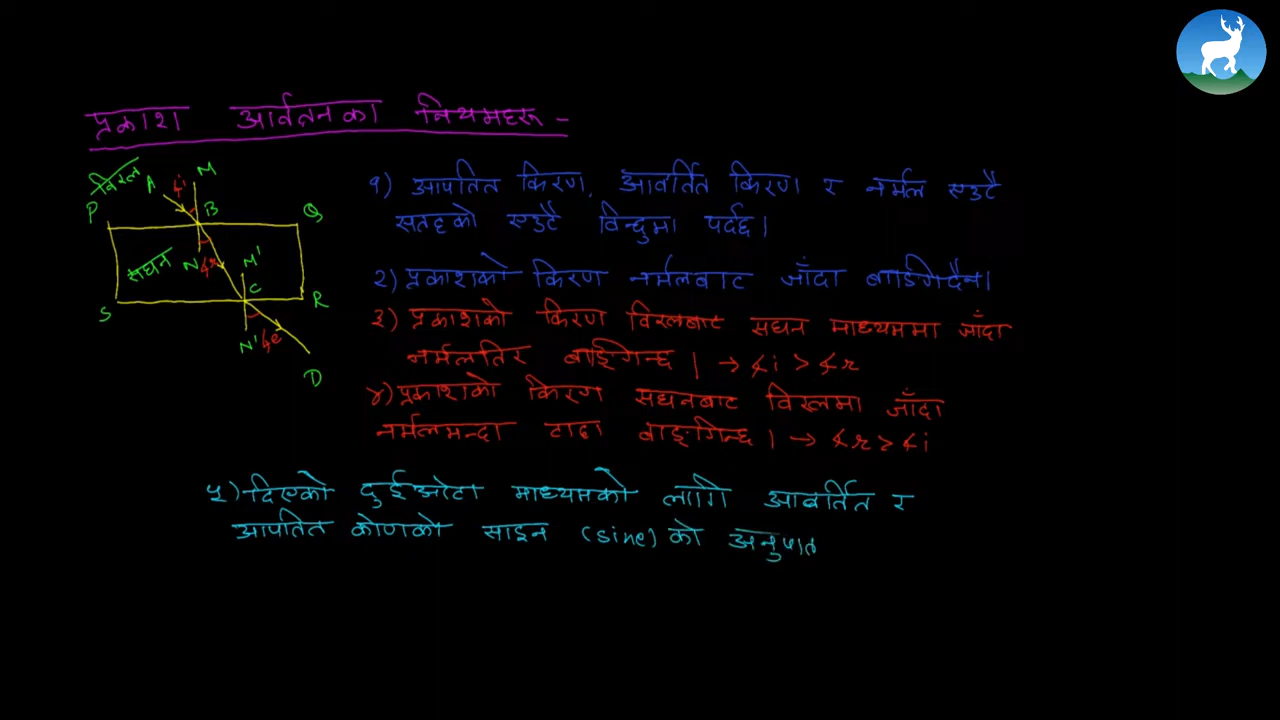 प्रकाश आर्वतनका नियमहरू -
विरल
A
∢i
M
P
B
Q
सघन
N
∢r
M'
C
S
R
N'
∢e
D
१) आपतित किरण, आवर्तित किरण र नर्मल एउटै
सतहको एउटै विन्दुमा पर्दछ ।
२) प्रकाशको किरण नर्मलबाट जाँदा बाङ्गिदैन ।
३) प्रकाशको किरण विरलबाट सघन माध्यममा जाँदा
नर्मलतिर बाङ्गिन्छ । → ∢i > ∢r
४) प्रकाशको किरण सघनबाट विरलमा जाँदा
नर्मलभन्दा टाढा बाङ्गिन्छ । → ∢r > ∢i
५) दिएको दुईओटा माध्यमको लागि आवर्तित र
आपतित कोणको साइन (sine) को अनुपात